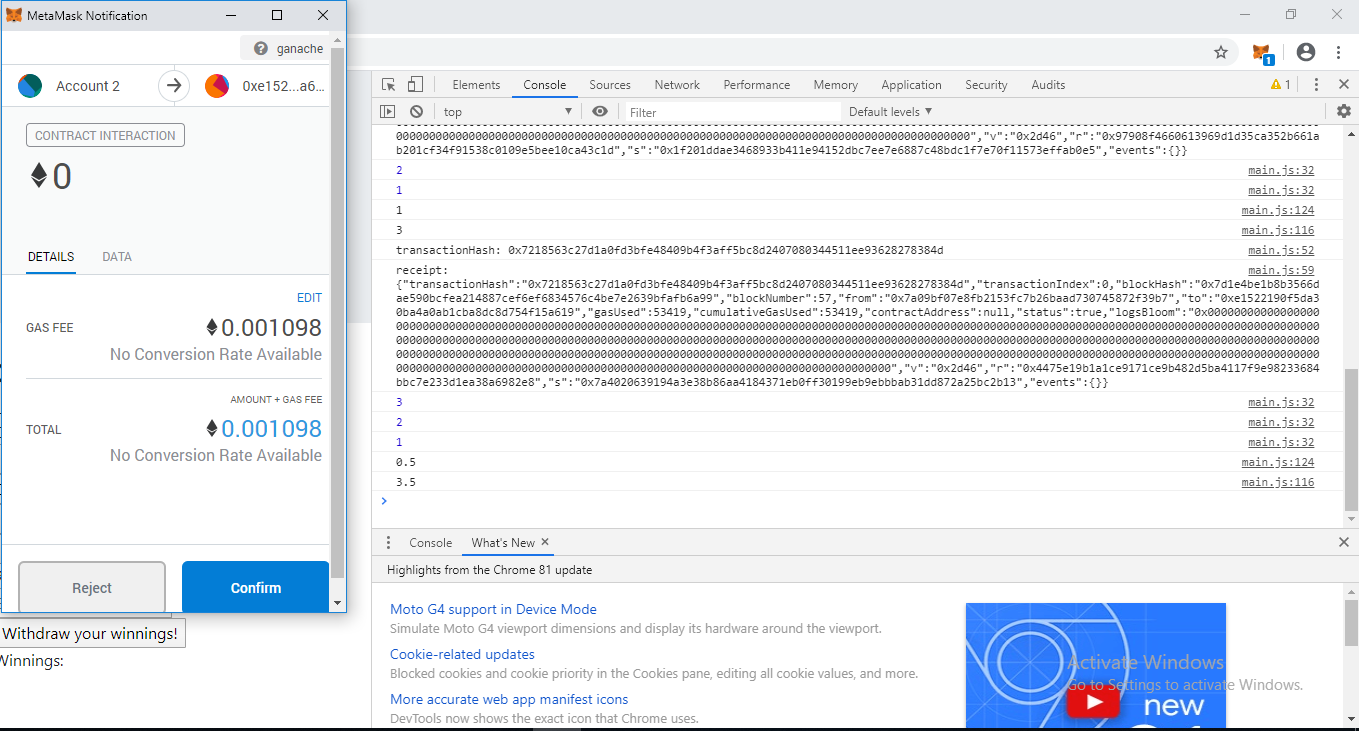 MetaMask Notification
ganache
Account 2
0xe152...a6...
CONTRACT INTERACTION
0
DETAILS
DATA
EDIT
GAS FEE
0.001098
No Conversion Rate Available
AMOUNT + GAS FEE
TOTAL
0.001098
No Conversion Rate Available
Reject
Confirm
Withdraw your winnings!
Winnings:
1
Elements
Console
Sources
Network
Performance
Memory
Application
Security
Audits
1
top
Filter
Default levels
","v":"0x2d46","r":"0x97908f4660613969d1d35ca352b661a
b201cf34f91538c0109e5bee10ca43c1d","s":"0x1f201ddae3468933b411e94152dbc7ee7e6887c48bdc1f7e70f11573effab0e5","events":{}}
2 main.js:32
1 main.js:32
1 main.js:124
3 main.js:116
transactionHash: 0x7218563c27d1a0fd3bfe48409b4f3aff5bc8d2407080344511ee93628278384d main.js:52
receipt: main.js:59
{"transactionHash":"0x7218563c27d1a0fd3bfe48409b4f3aff5bc8d2407080344511ee93628278384d","transactionIndex":0,"blockHash":"0x7d1e4be1b8b3566d
ae590bcfea214887cef6ef6834576c4be7e2639bfafb6a99","blockNumber":57,"from":"0x7a09bf07e8fb2153fc7b26baad730745872f39b7","to":"0xe1522190f5da3
0ba4a0ab1cba8dc8d754f15a619","gasUsed":53419,"cumulativeGasUsed":53419,"contractAddress":null,"status":true,"logsBloom":"0x00000000000000000
","v":"0x2d46","r":"0x4475e19b1a1ce9171ce9b482d5ba4117f9e98233684
bbc7e233d1ea38a6982e8","s":"0x7a4020639194a3e38b86aa4184371eb0ff30199eb9ebbbab31dd872a25bc2b13","events":{}}
3 main.js:32
2 main.js:32
1 main.js:32
0.5 main.js:124
3.5 main.js:116
Console
What's New
Highlights from the Chrome 81 update
Moto G4 support in Device Mode
Simulate Moto G4 viewport dimensions and display its hardware around the viewport.
Cookie-related updates
Blocked cookies and cookie priority in the Cookies pane, editing all cookie values, and more.
More accurate web app manifest icons
DevTools now shows the exact icon that Chrome uses.
new
Activate Windows
Go to Settings to activate Windows.